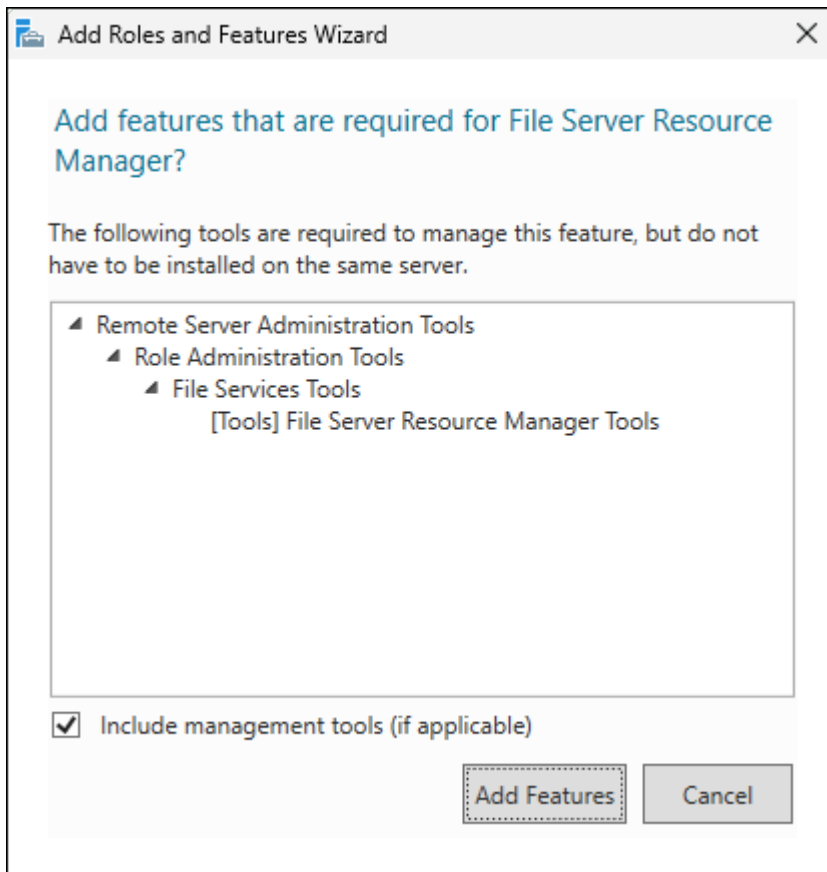 Add Roles and Features Wizard
Add features that are required for File Server Resource
Manager?
The following tools are required to manage this feature, but do not
have to be installed on the same server.
Remote Server Administration Tools
Role Administration Tools
File Services Tools
[Tools] File Server Resource Manager Tools
Include management tools (if applicable)
Add Features
Cancel